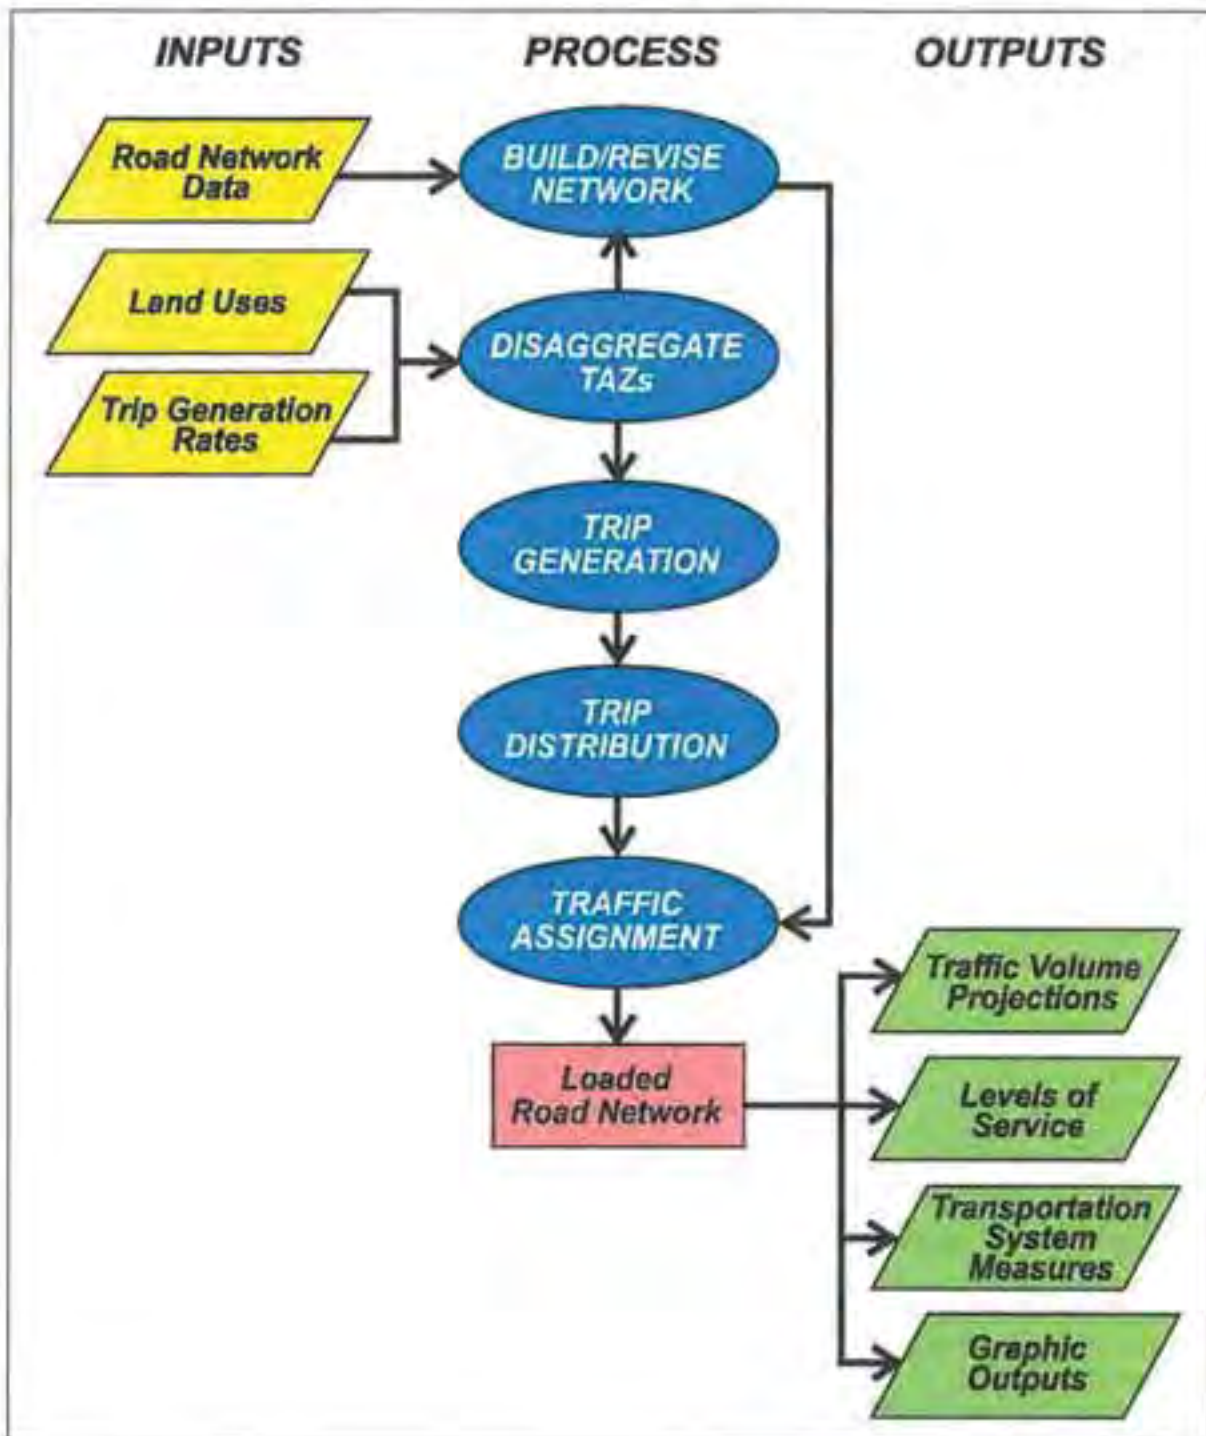 INPUTS
PROCESS
OUTPUTS
Road Network
Data
BUILD/REVISE
NETWORK
Land Uses
DISAGGREGATE
TAZs
Trip Generation
Rates
TRIP
GENERATION
TRIP
DISTRIBUTION
TRAFFIC
ASSIGNMENT
Loaded
Road Network
Traffic Volume
Projections
Levels of
Service
Transportation
System
Measures
Graphic
Outputs